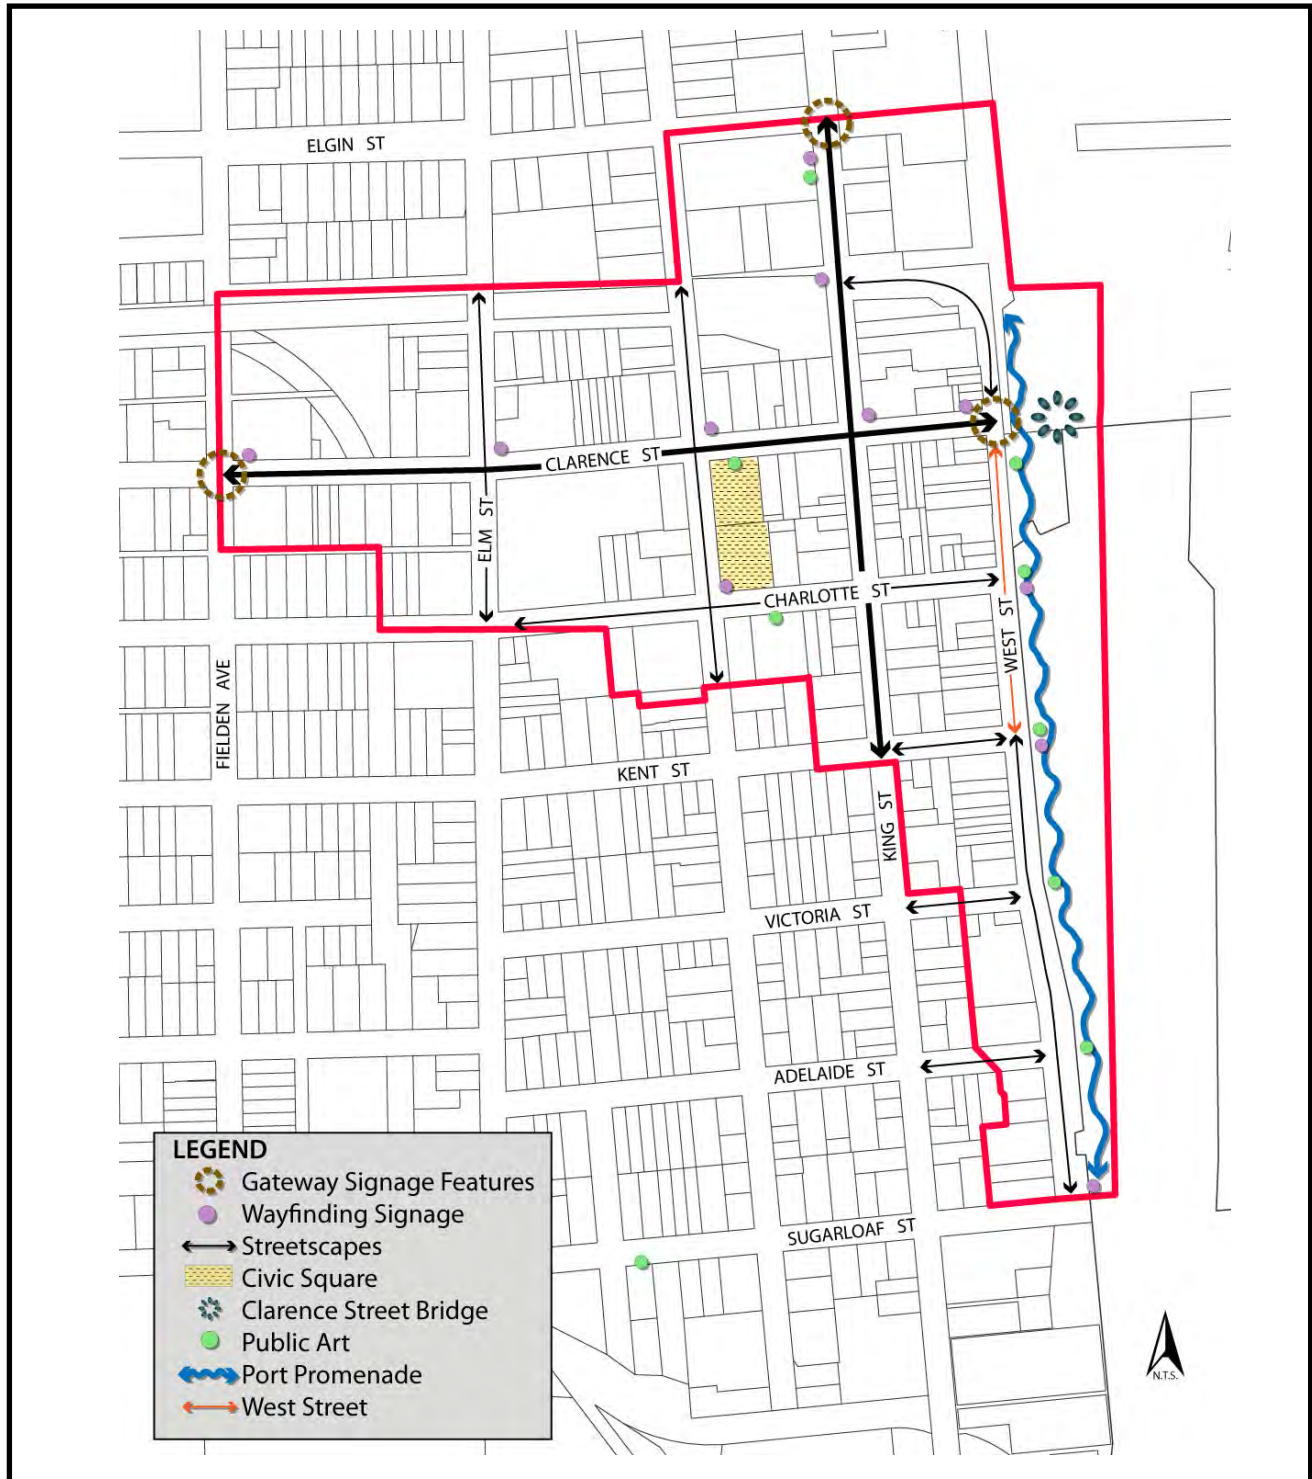 ELGIN ST
CLARENCE ST
ELM ST
CHARLOTTE ST
WEST ST
FIELDEN AVE
KENT ST
KING ST
VICTORIA ST
ADELAIDE ST
SUGARLOAF ST
LEGEND
Gateway Signage Features
Wayfinding Signage
Streetscapes
Civic Square
Clarence Street Bridge
Public Art
Port Promenade
West Street
N.T.S.